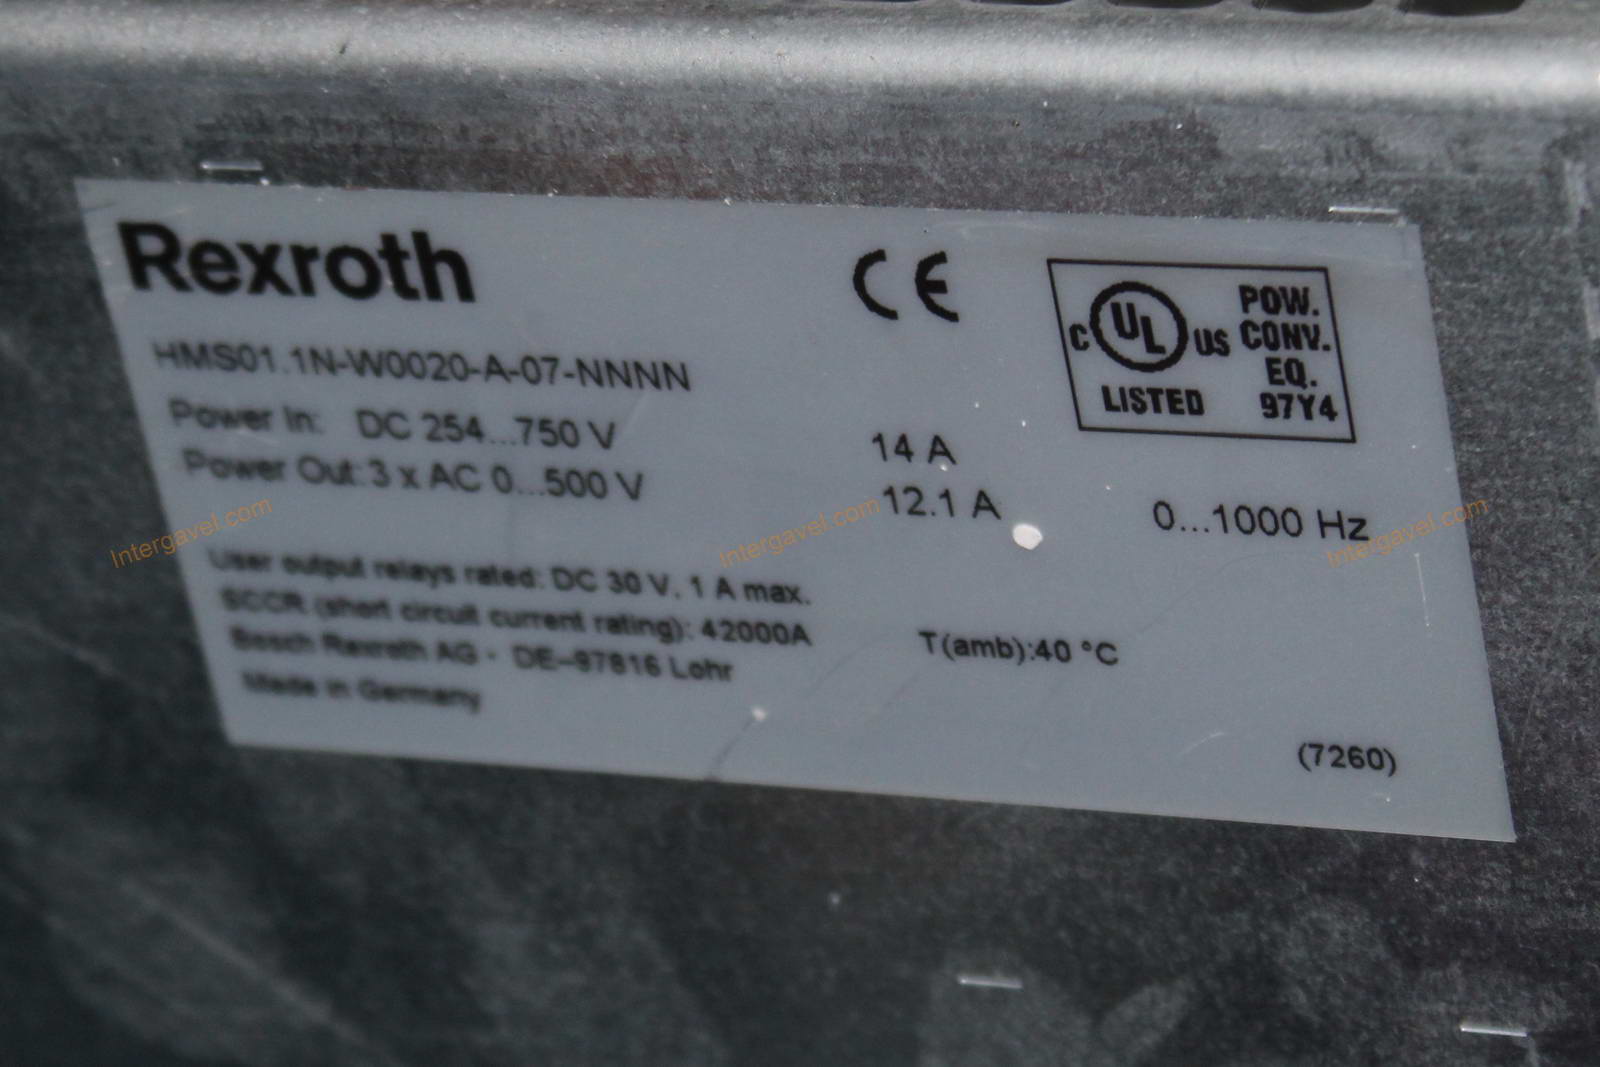 Rexroth
CE
C UL US LISTED
POW.
CONV.
EQ.
97Y4
HMS01.1N-W0020-A-07-NNNN
Power In: DC 254...750 V 14 A
Power Out: 3 x AC 0...500 V 12.1 A 0...1000 Hz
User output relays rated: DC 30 V, 1 A max.
SCCR (short circuit current rating): 42000A
T(amb):40 °C
Bosch Rexroth AG - DE-97816 Lohr
Made in Germany
(7260)
Intergavel.com
Intergavel.com
Intergavel.com